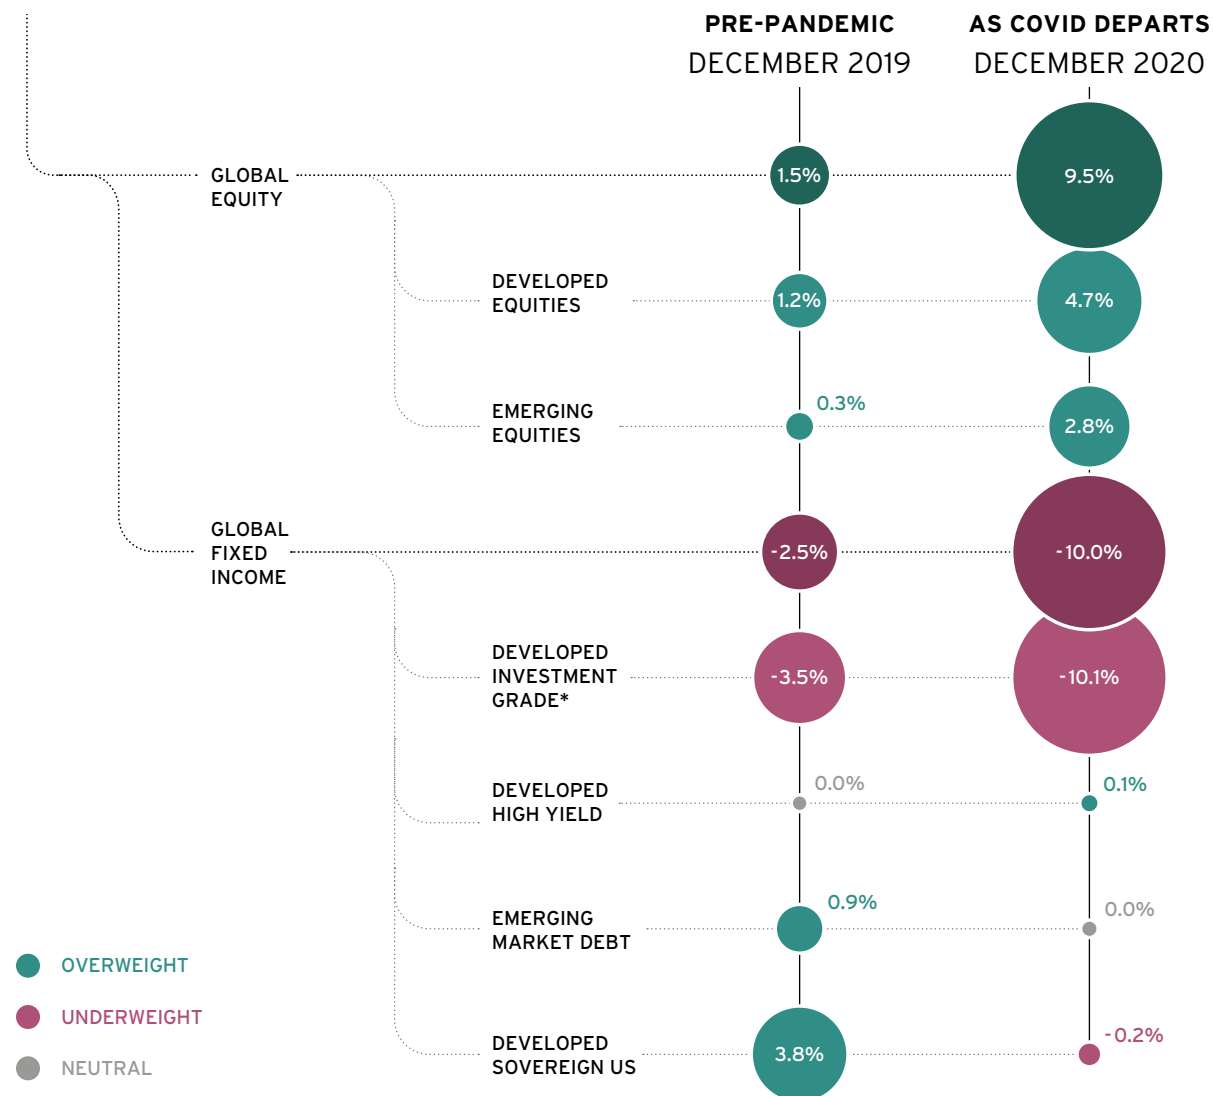 PRE-PANDEMIC
DECEMBER 2019
AS COVID DEPARTS
DECEMBER 2020
GLOBAL
EQUITY
1.5%
9.5%
DEVELOPED
EQUITIES
1.2%
4.7%
EMERGING
EQUITIES
0.3%
2.8%
GLOBAL
FIXED
INCOME
-2.5%
-10.0%
DEVELOPED
INVESTMENT
GRADE*
-3.5%
-10.1%
DEVELOPED
HIGH YIELD
0.0%
0.1%
EMERGING
MARKET DEBT
0.9%
0.0%
DEVELOPED
SOVEREIGN US
3.8%
-0.2%
OVERWEIGHT
UNDERWEIGHT
NEUTRAL